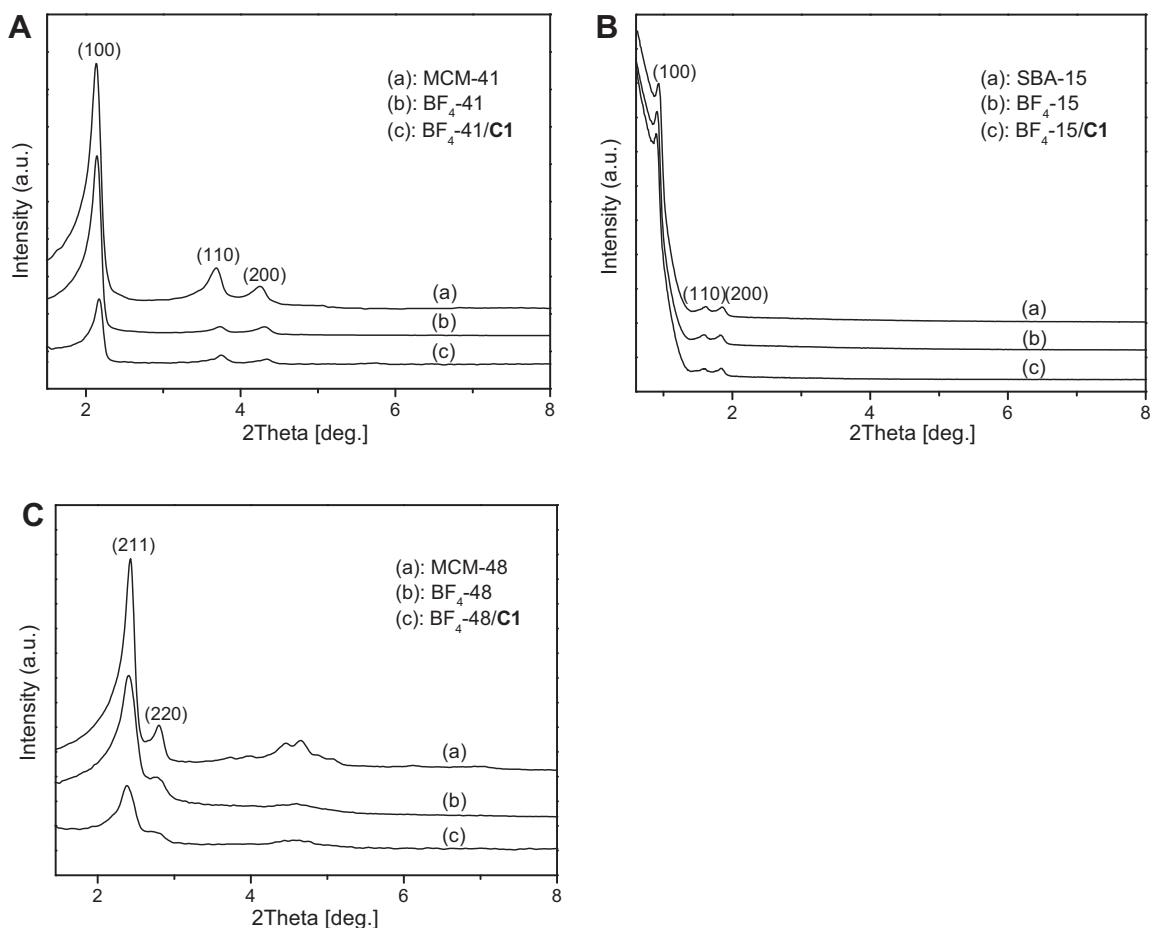 A
(100)
(a): MCM-41
(b): BF₄-41
(c): BF₄-41/C1
(110)
(200)
(a)
(b)
(c)
Intensity (a.u.)
2 4 6 8
2Theta [deg.]
B
(100)
(a): SBA-15
(b): BF₄-15
(c): BF₄-15/C1
(110) (200)
(a)
(b)
(c)
Intensity (a.u.)
2 4 6 8
2Theta [deg.]
C
(211)
(a): MCM-48
(b): BF₄-48
(c): BF₄-48/C1
(220)
(a)
(b)
(c)
Intensity (a.u.)
2 4 6 8
2Theta [deg.]